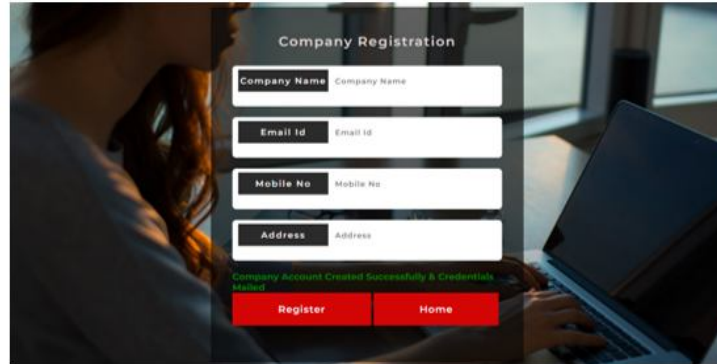 Company Registration
Company Name Company Name
Email Id Email Id
Mobile No Mobile No
Address Address
Company Account Created Successfully & Credentials
Mailed
Register Home